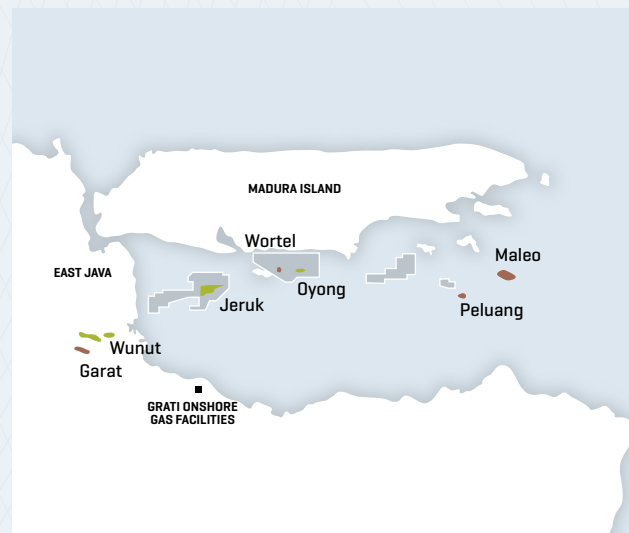 MADURA ISLAND
Wortel
Maleo
EAST JAVA
Oyong
Jeruk
Peluang
Wunut
Garat
GRATI ONSHORE
GAS FACILITIES